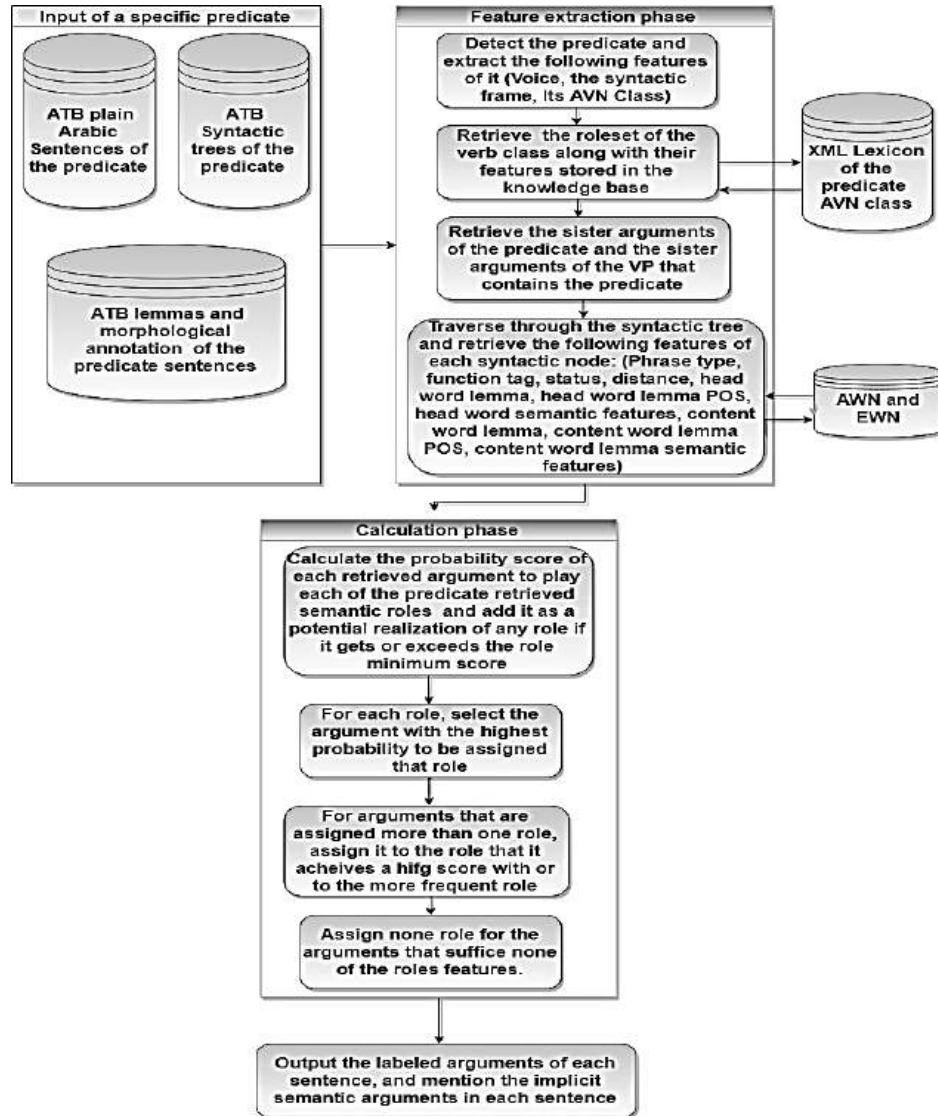 Input of a specific predicate
ATB plain
Arabic
Sentences of
the predicate
ATB
Syntactic
trees of the
predicate
ATB lemmas and
morphological
annotation of the
predicate sentences
Feature extraction phase
Detect the predicate and
extract the following features
of it (Voice, the syntactic
frame, Its AVN Class)
Retrieve the roleset of the
verb class along with their
features stored in the
knowledge base
XML Lexicon
of the
predicate
AVN class
Retrieve the sister arguments
of the predicate and the sister
arguments of the VP that
contains the predicate
Traverse through the syntactic tree
and retrieve the following features of
each syntactic node: (Phrase type,
function tag, status, distance, head
word lemma, head word lemma POS,
head word semantic features, content
word lemma, content word lemma
POS, content word lemma semantic
features)
AWN and
EWN
Calculation phase
Calculate the probability score of
each retrieved argument to play
each of the predicate retrieved
semantic roles and add it as a
potential realization of any role if
it gets or exceeds the role
minimum score
For each role, select the
argument with the highest
probability to be assigned
that role
For arguments that are
assigned more than one role,
assign it to the role that it
acheives a hifg score with or
to the more frequent role
Assign none role for the
arguments that suffice none
of the roles features.
Output the labeled arguments of each
sentence, and mention the implicit
semantic arguments in each sentence